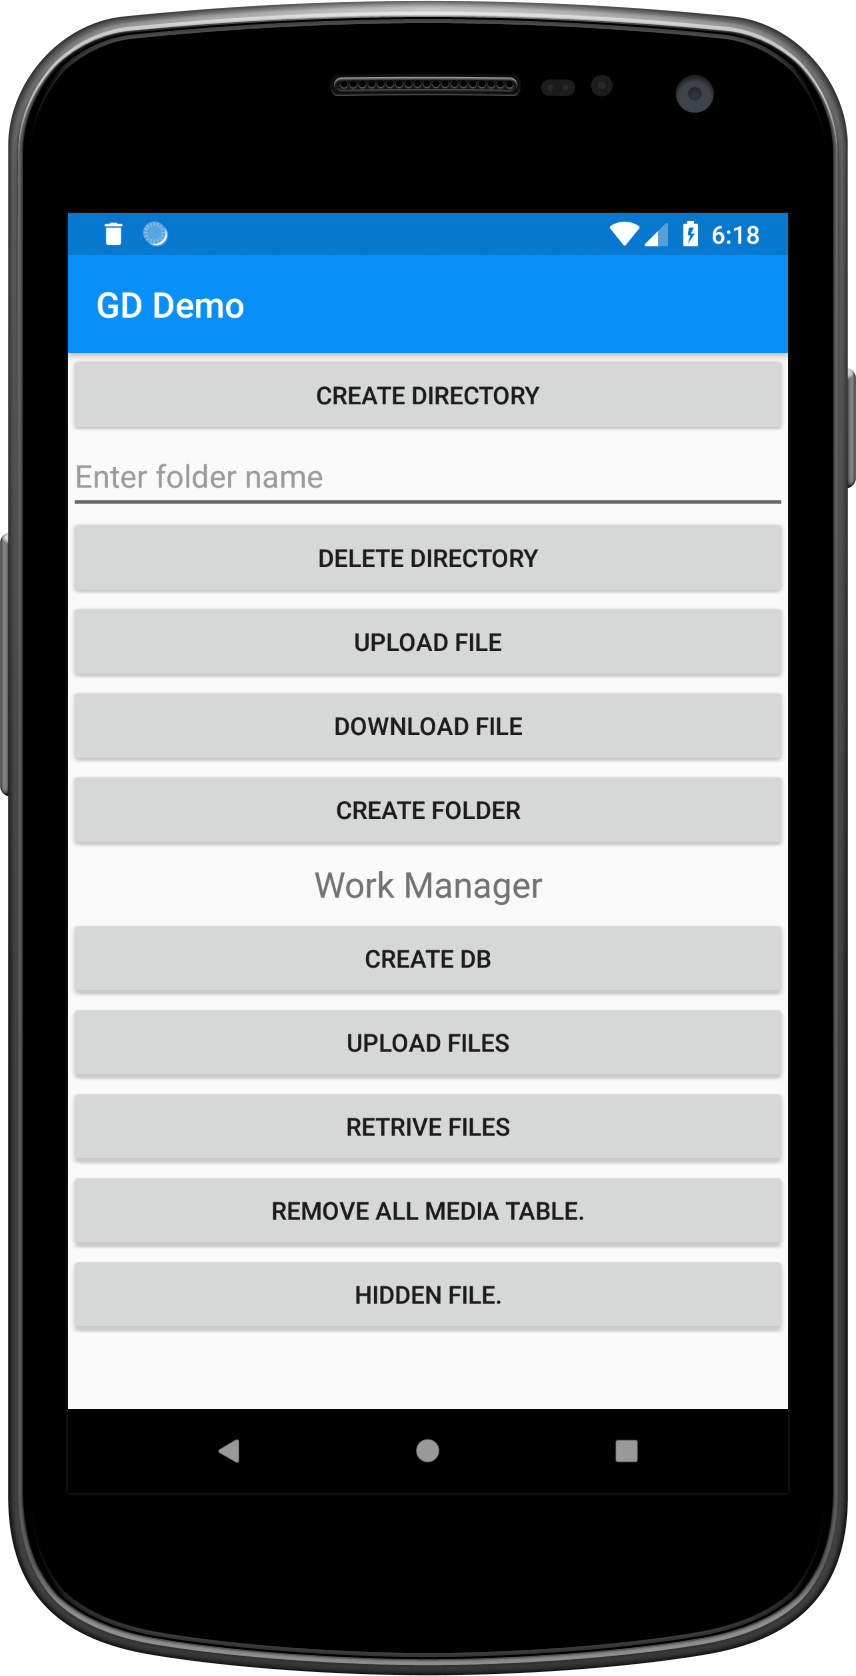 6:18
GD Demo
CREATE DIRECTORY
Enter folder name
DELETE DIRECTORY
UPLOAD FILE
DOWNLOAD FILE
CREATE FOLDER
Work Manager
CREATE DB
UPLOAD FILES
RETRIVE FILES
REMOVE ALL MEDIA TABLE.
HIDDEN FILE.